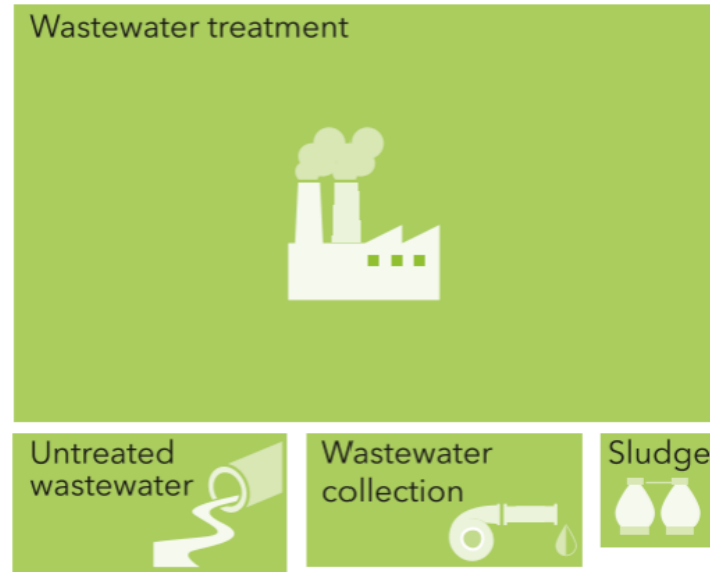 Wastewater treatment
Untreated
wastewater
Wastewater
collection
Sludge